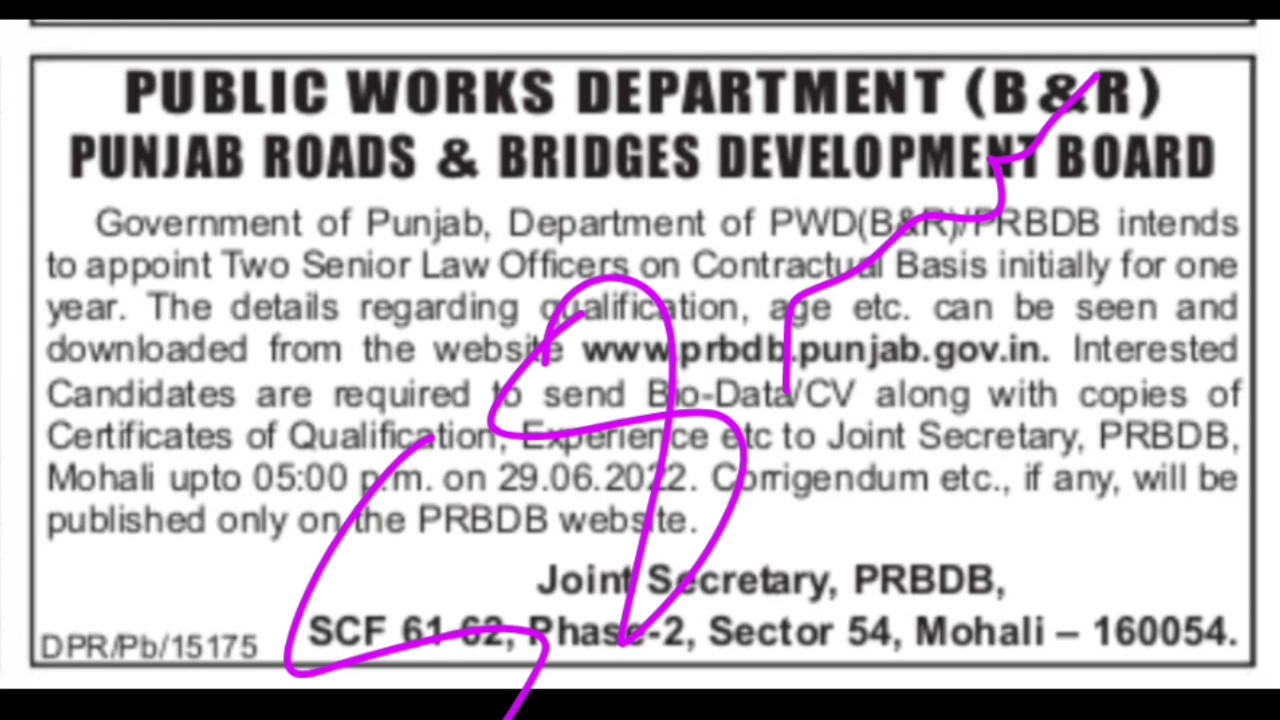 PUBLIC WORKS DEPARTMENT (B & R)
PUNJAB ROADS & BRIDGES DEVELOPMENT BOARD
Government of Punjab, Department of PWD(B&R)/PRBDB intends
to appoint Two Senior Law Officers on Contractual Basis initially for one
year. The details regarding qualification, age etc. can be seen and
downloaded from the website www.prbdb.punjab.gov.in. Interested
Candidates are required to send Bio-Data/CV along with copies of
Certificates of Qualification, Experience etc to Joint Secretary, PRBDB,
Mohali upto 05:00 p.m. on 29.06.2022. Corrigendum etc., if any, will be
published only on the PRBDB website.
Joint Secretary, PRBDB,
SCF 61-62, Phase-2, Sector 54, Mohali – 160054.
DPR/Pb/15175